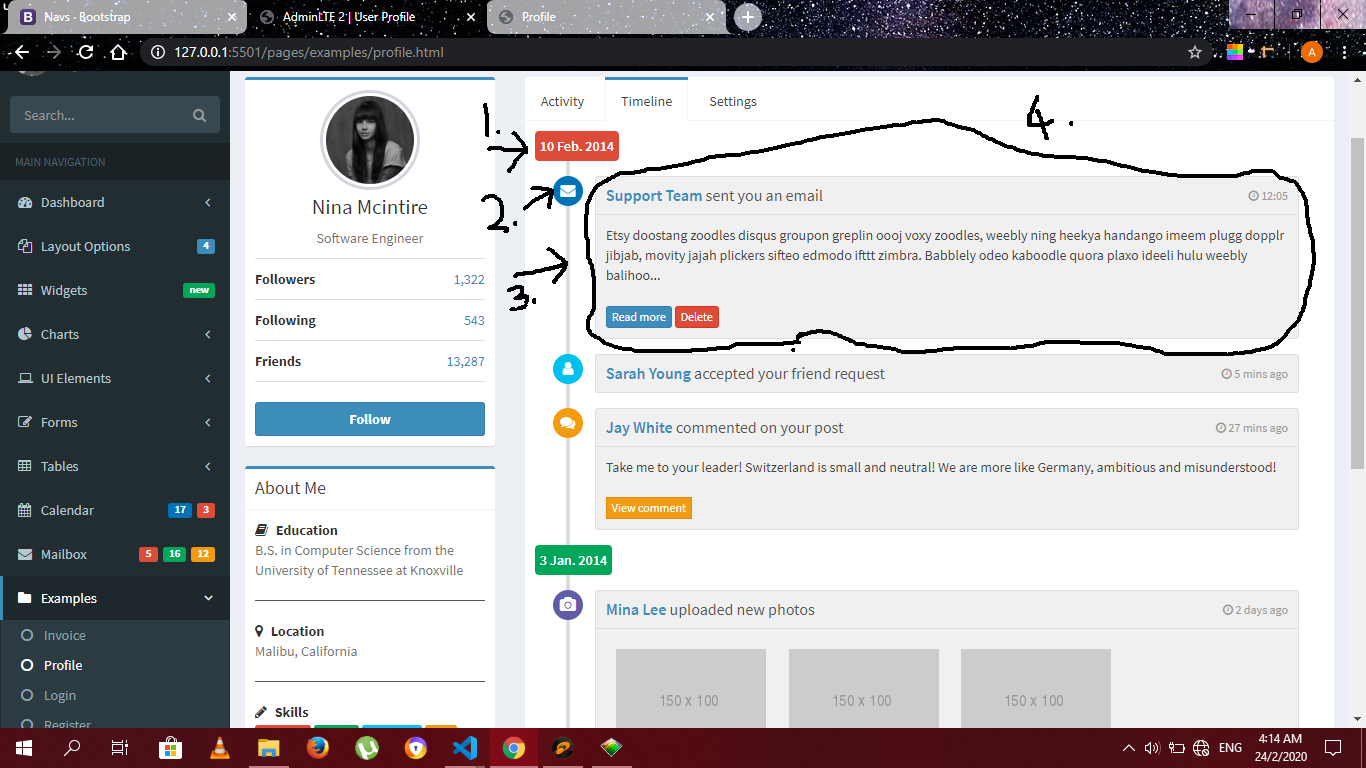 Navs · Bootstrap
AdminLTE 2 | User Profile
Profile
127.0.0.1:5501/pages/examples/profile.html
A
Search...
MAIN NAVIGATION
Dashboard
Layout Options 4
Widgets new
Charts
UI Elements
Forms
Tables
Calendar 17 3
Mailbox 5 16 12
Examples
Invoice
Profile
Login
Register
Nina Mcintire
Software Engineer
Followers 1,322
Following 543
Friends 13,287
Follow
About Me
Education
B.S. in Computer Science from the
University of Tennessee at Knoxville
Location
Malibu, California
Skills
Activity Timeline Settings
1.
10 Feb. 2014
4.
2.
Support Team sent you an email 12:05
Etsy doostang zoodles disqus groupon greplin oooj voxy zoodles, weebly ning heekya handango imeem plugg dopplr
jibjab, movity jajah plickers sifteo edmodo ifttt zimbra. Babblely odeo kaboodle quora plaxo ideeli hulu weebly
balihoo...
3.
Read more Delete
Sarah Young accepted your friend request 5 mins ago
Jay White commented on your post 27 mins ago
Take me to your leader! Switzerland is small and neutral! We are more like Germany, ambitious and misunderstood!
View comment
3 Jan. 2014
Mina Lee uploaded new photos 2 days ago
150 x 100 150 x 100 150 x 100
ENG
4:14 AM
24/2/2020